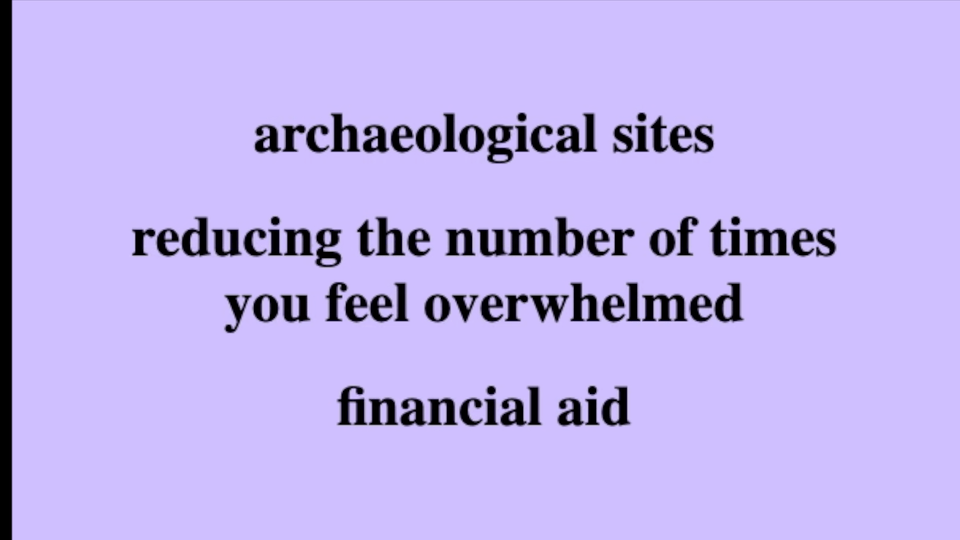 archaeological sites
reducing the number of times
you feel overwhelmed
financial aid